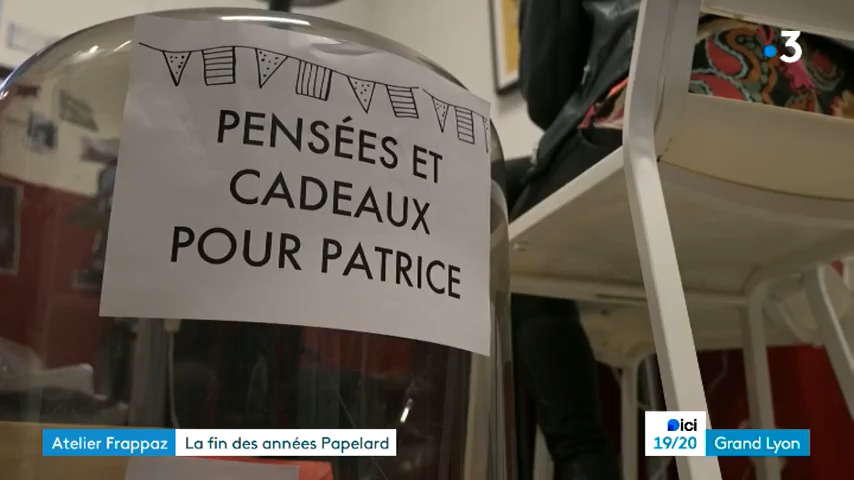 3
PENSÉES ET
CADEAUX
POUR PATRICE
Atelier Frappaz La fin des années Papelard
ici
19/20 Grand Lyon